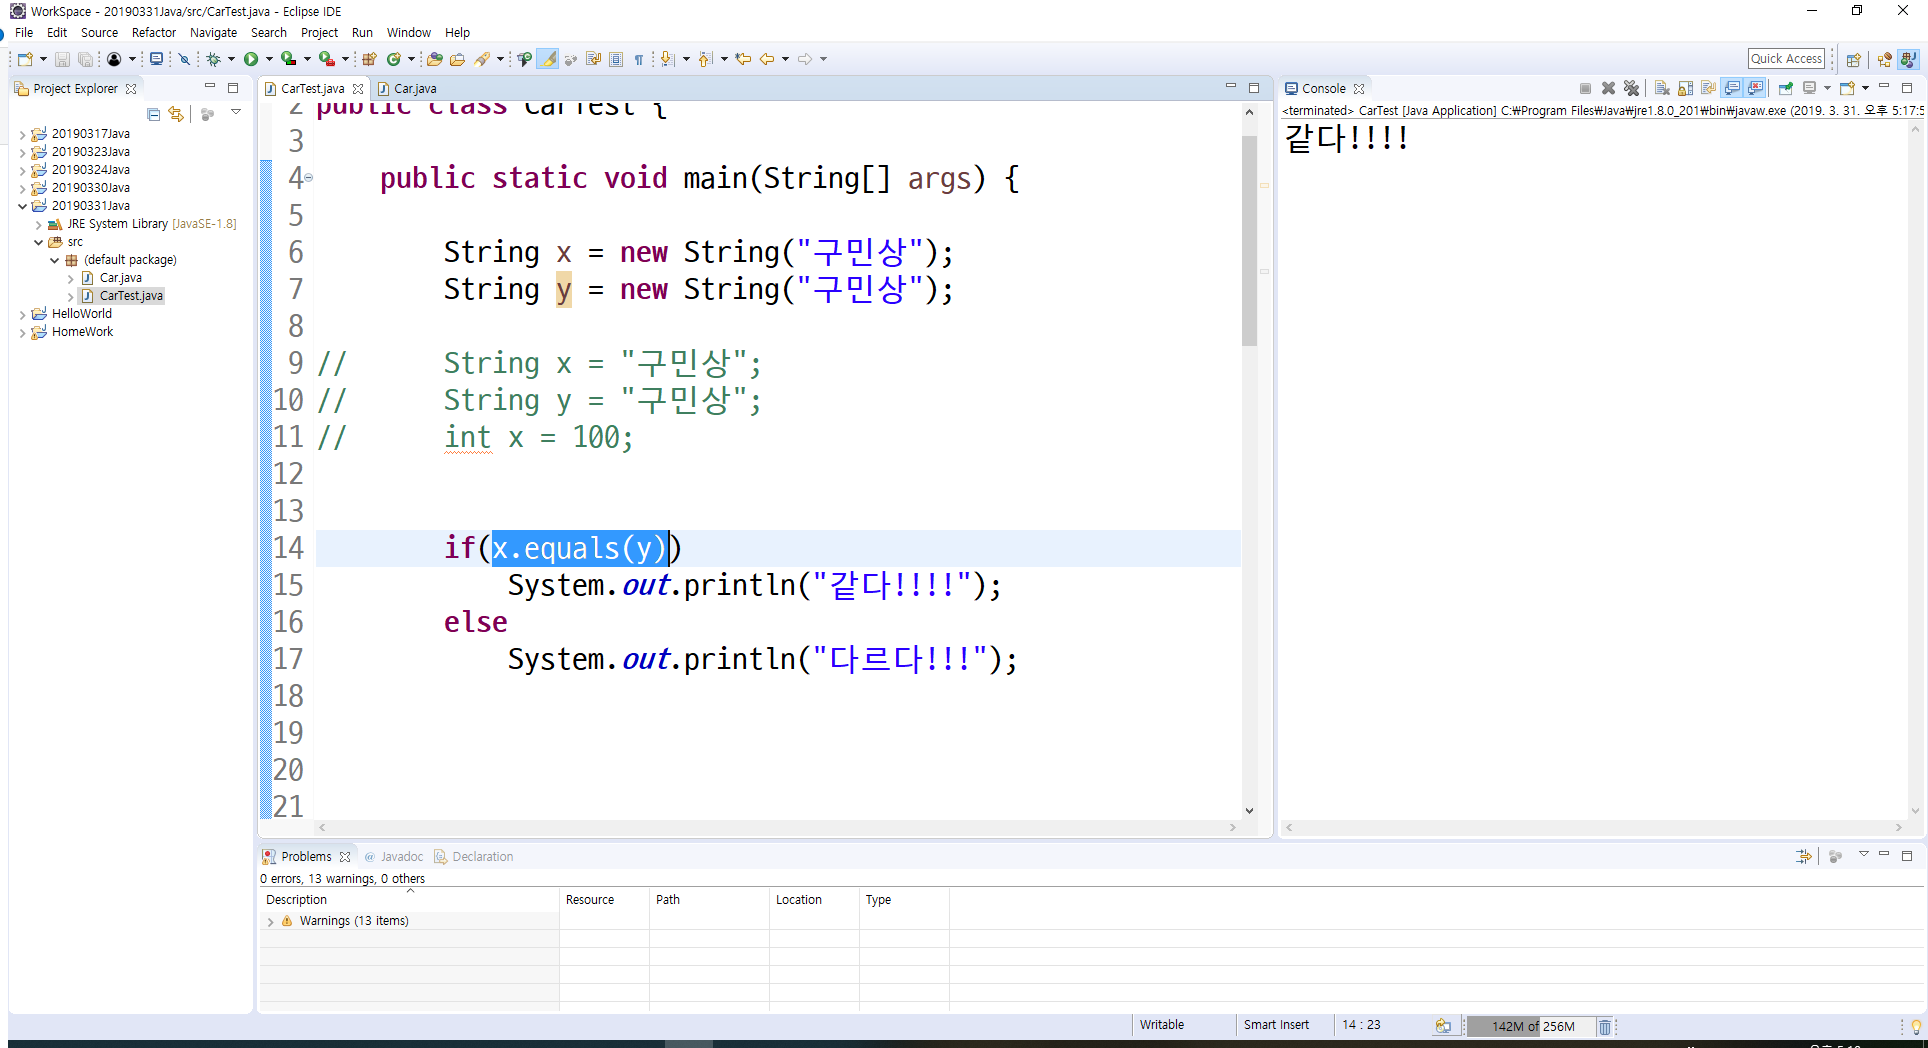 WorkSpace - 20190331Java/src/CarTest.java - Eclipse IDE
File Edit Source Refactor Navigate Search Project Run Window Help
Quick Access
Project Explorer
20190317Java
20190323Java
20190324Java
20190330Java
20190331Java
JRE System Library [JavaSE-1.8]
src
(default package)
Car.java
CarTest.java
HelloWorld
HomeWork
CarTest.java Car.java
2 public class CarTest {
3
4 public static void main(String[] args) {
5
6 String x = new String("구민상");
7 String y = new String("구민상");
8
9 // String x = "구민상";
10 // String y = "구민상";
11 // int x = 100;
12
13
14 if(x.equals(y))
15 System.out.println("같다!!!!");
16 else
17 System.out.println("다르다!!!");
18
19
20
21
Console
<terminated> CarTest [Java Application] C:₩Program Files₩Java₩jre1.8.0_201₩bin₩javaw.exe (2019. 3. 31. 오후 5:17:5
같다!!!!
Problems @ Javadoc Declaration
0 errors, 13 warnings, 0 others
Description Resource Path Location Type
Warnings (13 items)
Writable Smart Insert 14 : 23 142M of 256M